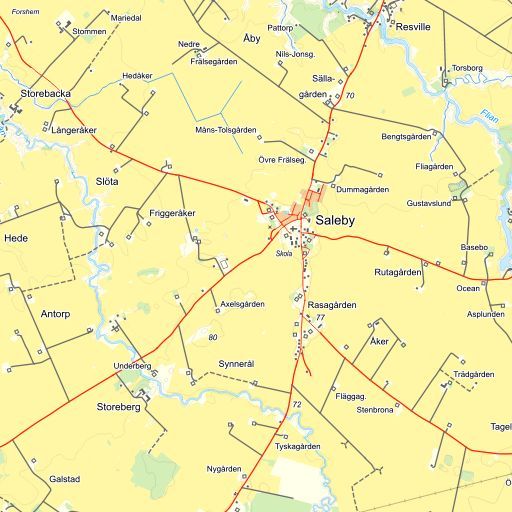 Forshem
Mariedal
Stommen
Pattorp
Åby
Resville
Nedre
Frälsegården
Nils-Jonsg.
Torsborg
Hedåker
Sälla-
gården
70
Storebacka
Flian
Långeråker
Måns-Tolsgården
Bengtsgården
Övre Frälseg.
Fliagården
Slöta
Dummagården
Gustavslund
Friggeråker
Saleby
Hede
Skola
Basebo
Rutagården
Ocean
Axelsgården
Rasagården
Antorp
77
Asplunden
80
Åker
Underberg
Synnerål
Trädgården
Storeberg
72
Fläggag.
Stenbrona
Tagel
Tyskagården
Galstad
Nygården
Ö